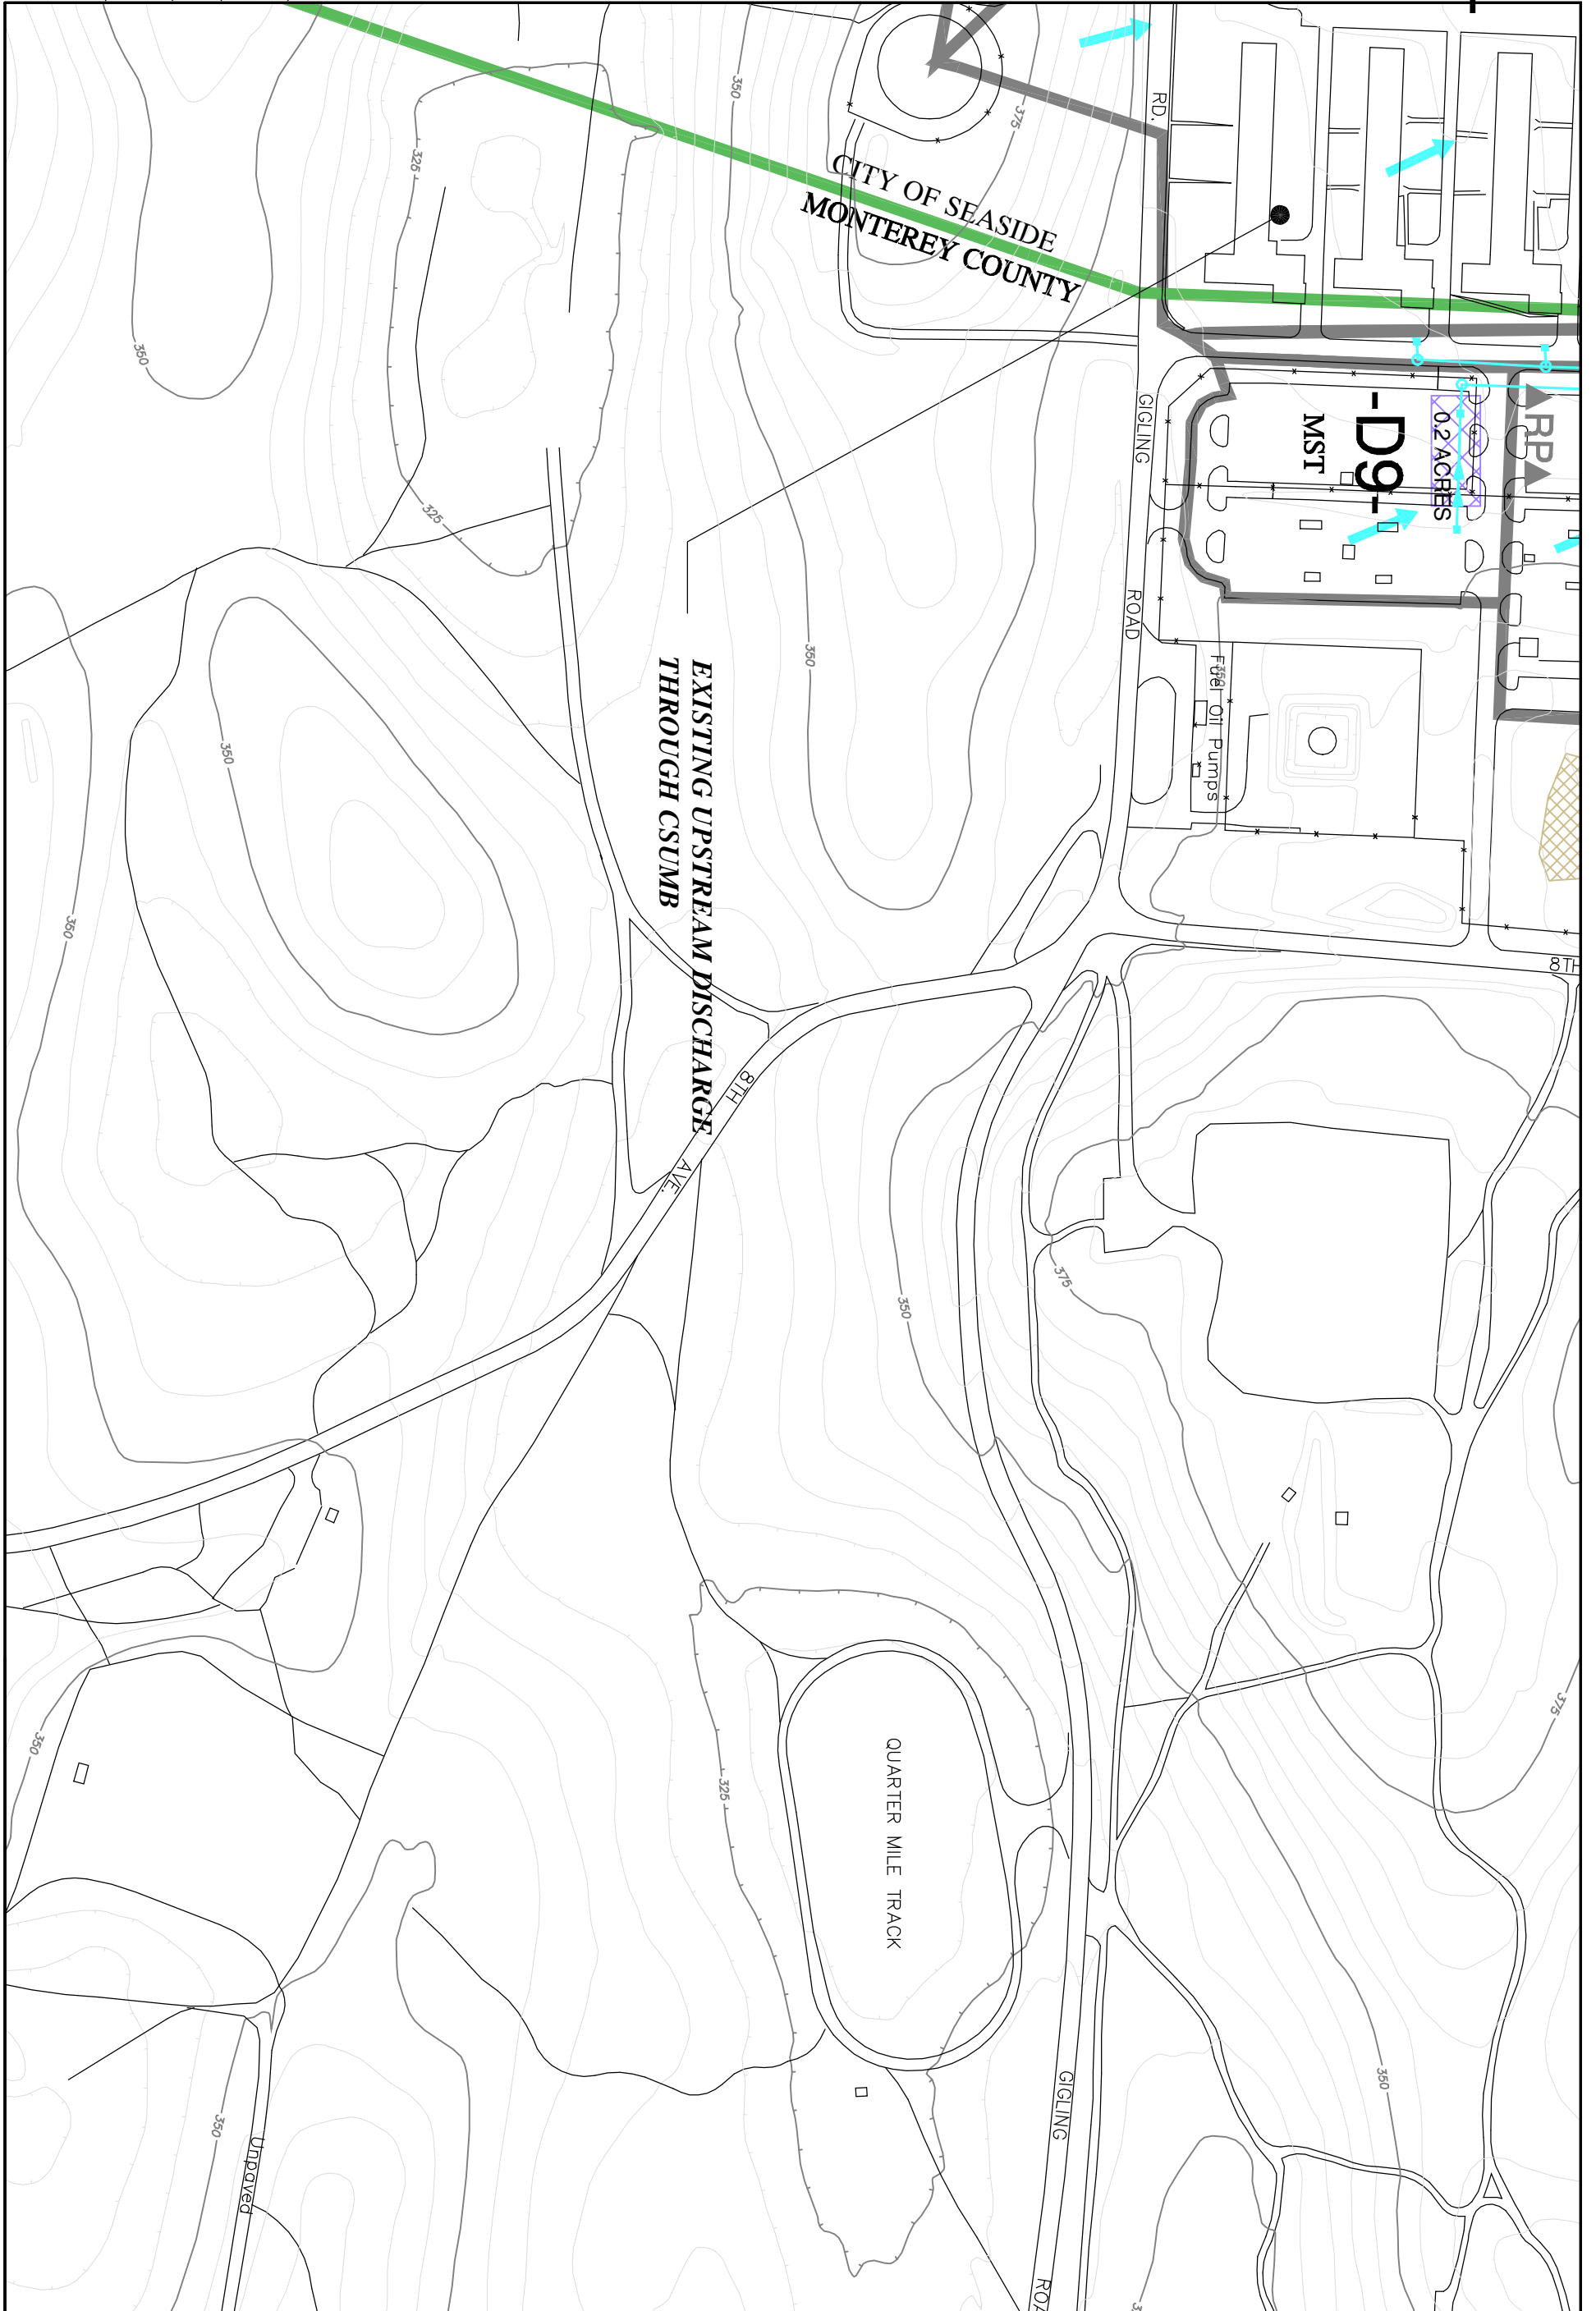 RD.
350
375
CITY OF SEASIDE
MONTEREY COUNTY
325
350
GIGLING
ROAD
MST
-D9-
0.2 ACRES
RP
325
350
EXISTING UPSTREAM DISCHARGE
THROUGH CSUMB
350
Fuel Oil Pumps
350
350
8TH
8TH
AVE.
375
350
375
350
325
QUARTER MILE TRACK
GIGLING
350
350
Unpaved